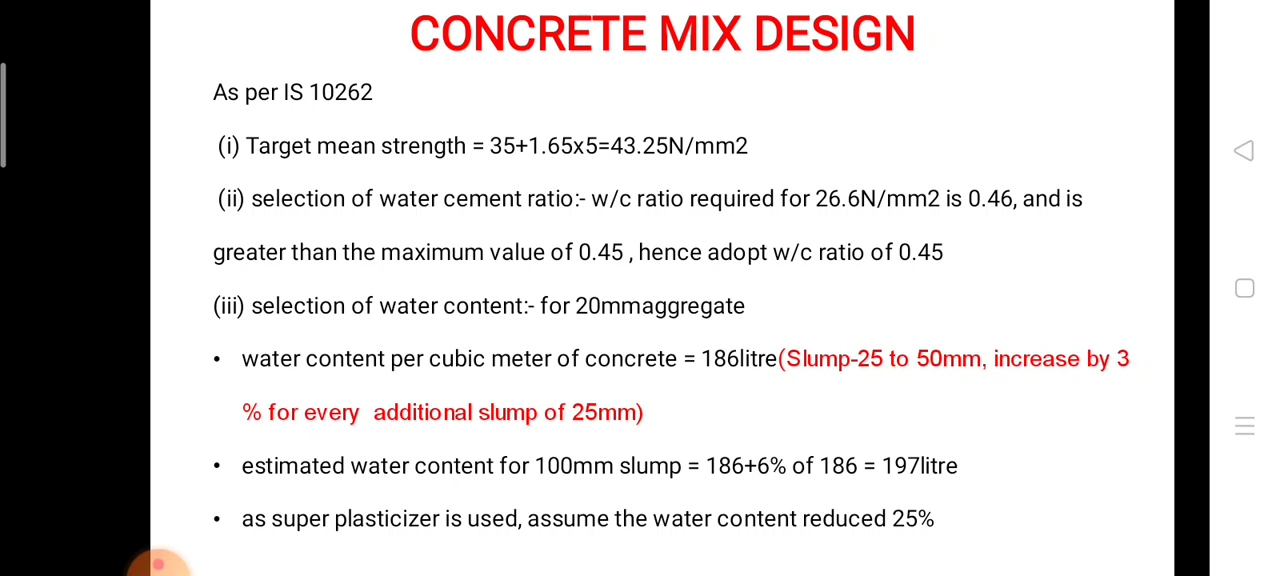 CONCRETE MIX DESIGN
As per IS 10262
(i) Target mean strength = 35+1.65x5=43.25N/mm2
(ii) selection of water cement ratio:- w/c ratio required for 26.6N/mm2 is 0.46, and is
greater than the maximum value of 0.45 , hence adopt w/c ratio of 0.45
(iii) selection of water content:- for 20mmaggregate
• water content per cubic meter of concrete = 186litre(Slump-25 to 50mm, increase by 3
% for every additional slump of 25mm)
• estimated water content for 100mm slump = 186+6% of 186 = 197litre
• as super plasticizer is used, assume the water content reduced 25%